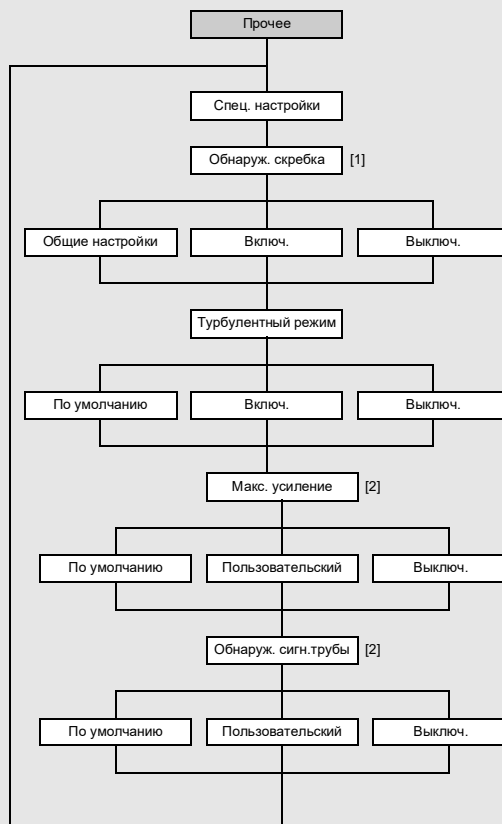 Прочее
Спец. настройки
Обнаруж. скребка [1]
Общие настройки Включ. Выключ.
Турбулентный режим
По умолчанию Включ. Выключ.
Макс. усиление [2]
По умолчанию Пользовательский Выключ.
Обнаруж. сигн.трубы [2]
По умолчанию Пользовательский Выключ.